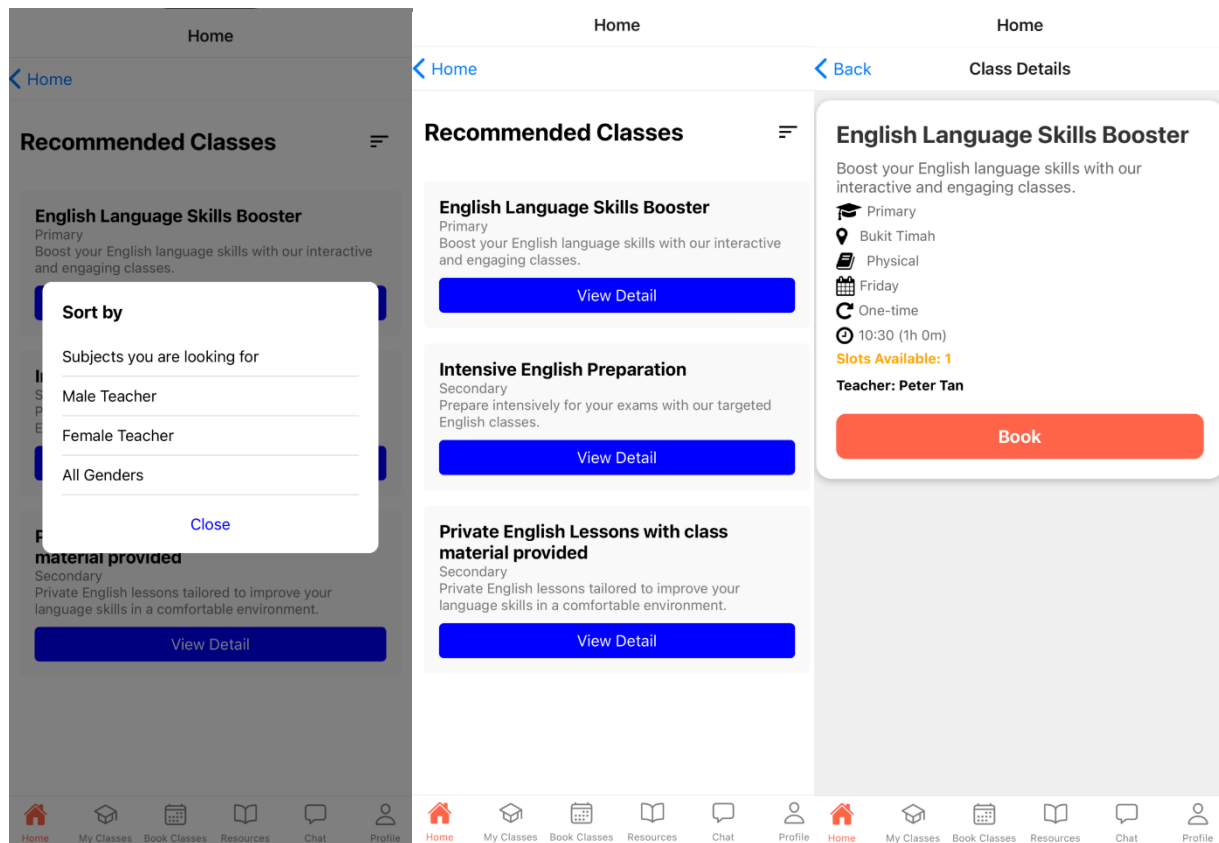 Home
Home
Recommended Classes
English Language Skills Booster
Primary
Boost your English language skills with our interactive
and engaging classes.
Sort by
Subjects you are looking for
Male Teacher
Female Teacher
All Genders
Close
material provided
Secondary
Private English lessons tailored to improve your
language skills in a comfortable environment.
View Detail
Home
My Classes
Book Classes
Resources
Chat
Profile
Home
Home
Recommended Classes
English Language Skills Booster
Primary
Boost your English language skills with our interactive
and engaging classes.
View Detail
Intensive English Preparation
Secondary
Prepare intensively for your exams with our targeted
English classes.
View Detail
Private English Lessons with class
material provided
Secondary
Private English lessons tailored to improve your
language skills in a comfortable environment.
View Detail
Home
My Classes
Book Classes
Resources
Chat
Profile
Home
Back
Class Details
English Language Skills Booster
Boost your English language skills with our
interactive and engaging classes.
Primary
Bukit Timah
Physical
Friday
One-time
10:30 (1h 0m)
Slots Available: 1
Teacher: Peter Tan
Book
Home
My Classes
Book Classes
Resources
Chat
Profile